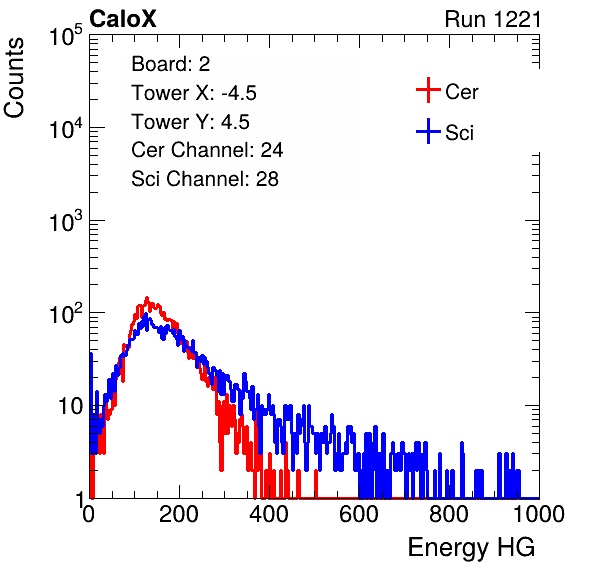 CaloX Run 1221
Counts
Board: 2
Tower X: -4.5
Tower Y: 4.5
Cer Channel: 24
Sci Channel: 28
Cer
Sci
10^5
10^4
10^3
10^2
10
1
0 200 400 600 800 1000
Energy HG